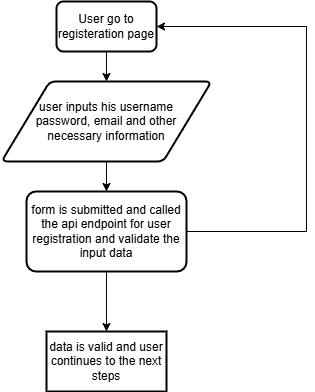 User go to
registeration page
user inputs his username
password, email and other
necessary information
form is submitted and called
the api endpoint for user
registration and validate the
input data
data is valid and user
continues to the next
steps